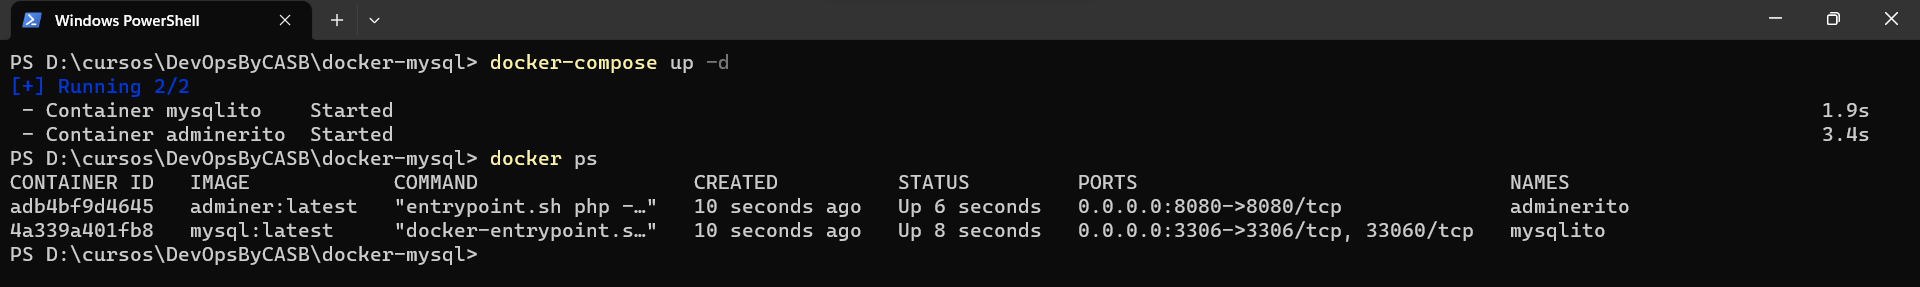 Windows PowerShell
PS D:\cursos\DevOpsByCASB\docker-mysql> docker-compose up -d
[+] Running 2/2
 - Container mysqlito    Started    1.9s
 - Container adminerito  Started    3.4s
PS D:\cursos\DevOpsByCASB\docker-mysql> docker ps
CONTAINER ID   IMAGE            COMMAND                  CREATED          STATUS         PORTS                               NAMES
adb4bf9d4645   adminer:latest   "entrypoint.sh php -…"   10 seconds ago   Up 6 seconds   0.0.0.0:8080->8080/tcp              adminerito
4a339a401fb8   mysql:latest     "docker-entrypoint.s…"   10 seconds ago   Up 8 seconds   0.0.0.0:3306->3306/tcp, 33060/tcp   mysqlito
PS D:\cursos\DevOpsByCASB\docker-mysql>